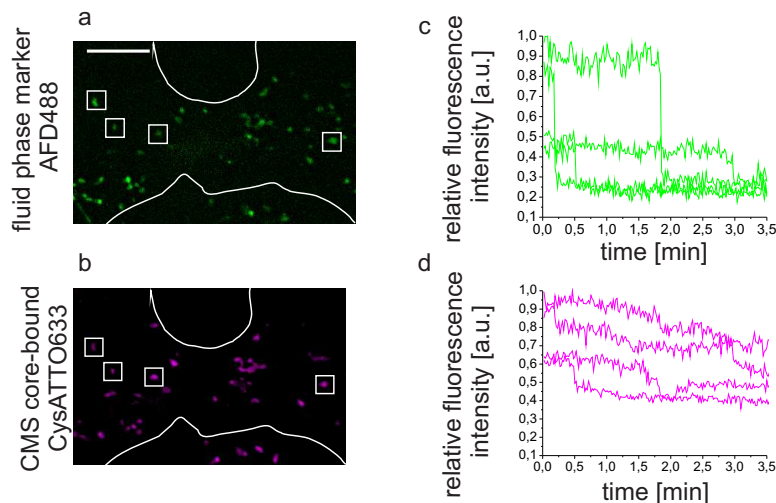 a
fluid phase marker
AFD488
b
CMS core-bound
CysATTO633
c
relative fluorescence
intensity [a.u.]
1,0
0,9
0,8
0,7
0,6
0,5
0,4
0,3
0,2
0,1
0,0 0,5 1,0 1,5 2,0 2,5 3,0 3,5
time [min]
d
relative fluorescence
intensity [a.u.]
1,0
0,9
0,8
0,7
0,6
0,5
0,4
0,3
0,2
0,1
0,0 0,5 1,0 1,5 2,0 2,5 3,0 3,5
time [min]